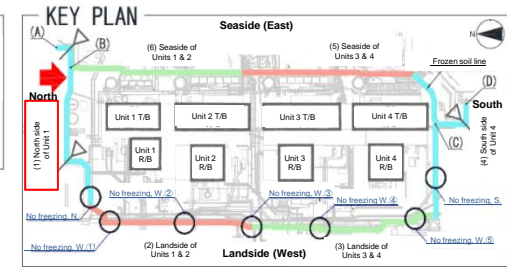 KEY PLAN
Seaside (East)
N
(A)
(B)
(6) Seaside of
Units 1 & 2
(5) Seaside of
Units 3 & 4
Frozen soil line
(D)
North
South
(1) North side
of Unit 1
Unit 1 T/B
Unit 2 T/B
Unit 3 T/B
Unit 4 T/B
(4) South side
of Unit 4
(C)
Unit 1
R/B
Unit 2
R/B
Unit 3
R/B
Unit 4
R/B
No freezing, N.
No freezing, W.②
No freezing, W.③
No freezing, W.④
No freezing, S.
No freezing, W.①
No freezing, W.⑤
(2) Landside of
Units 1 & 2
Landside (West)
(3) Landside of
Units 3 & 4